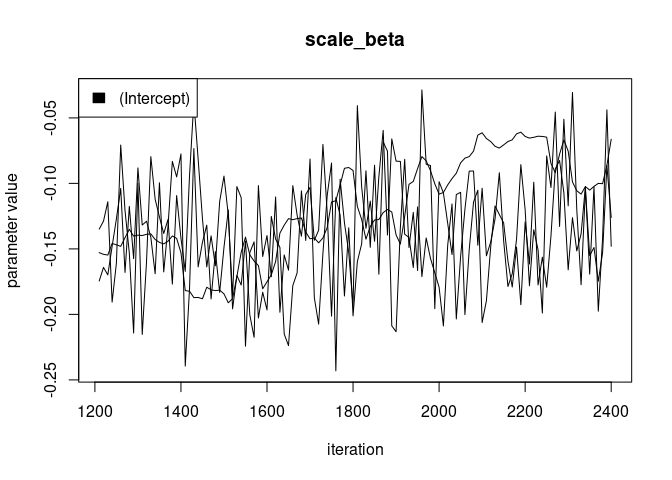 scale_beta
(Intercept)
-0.05
-0.10
-0.15
-0.20
-0.25
parameter value
1200 1400 1600 1800 2000 2200 2400
iteration